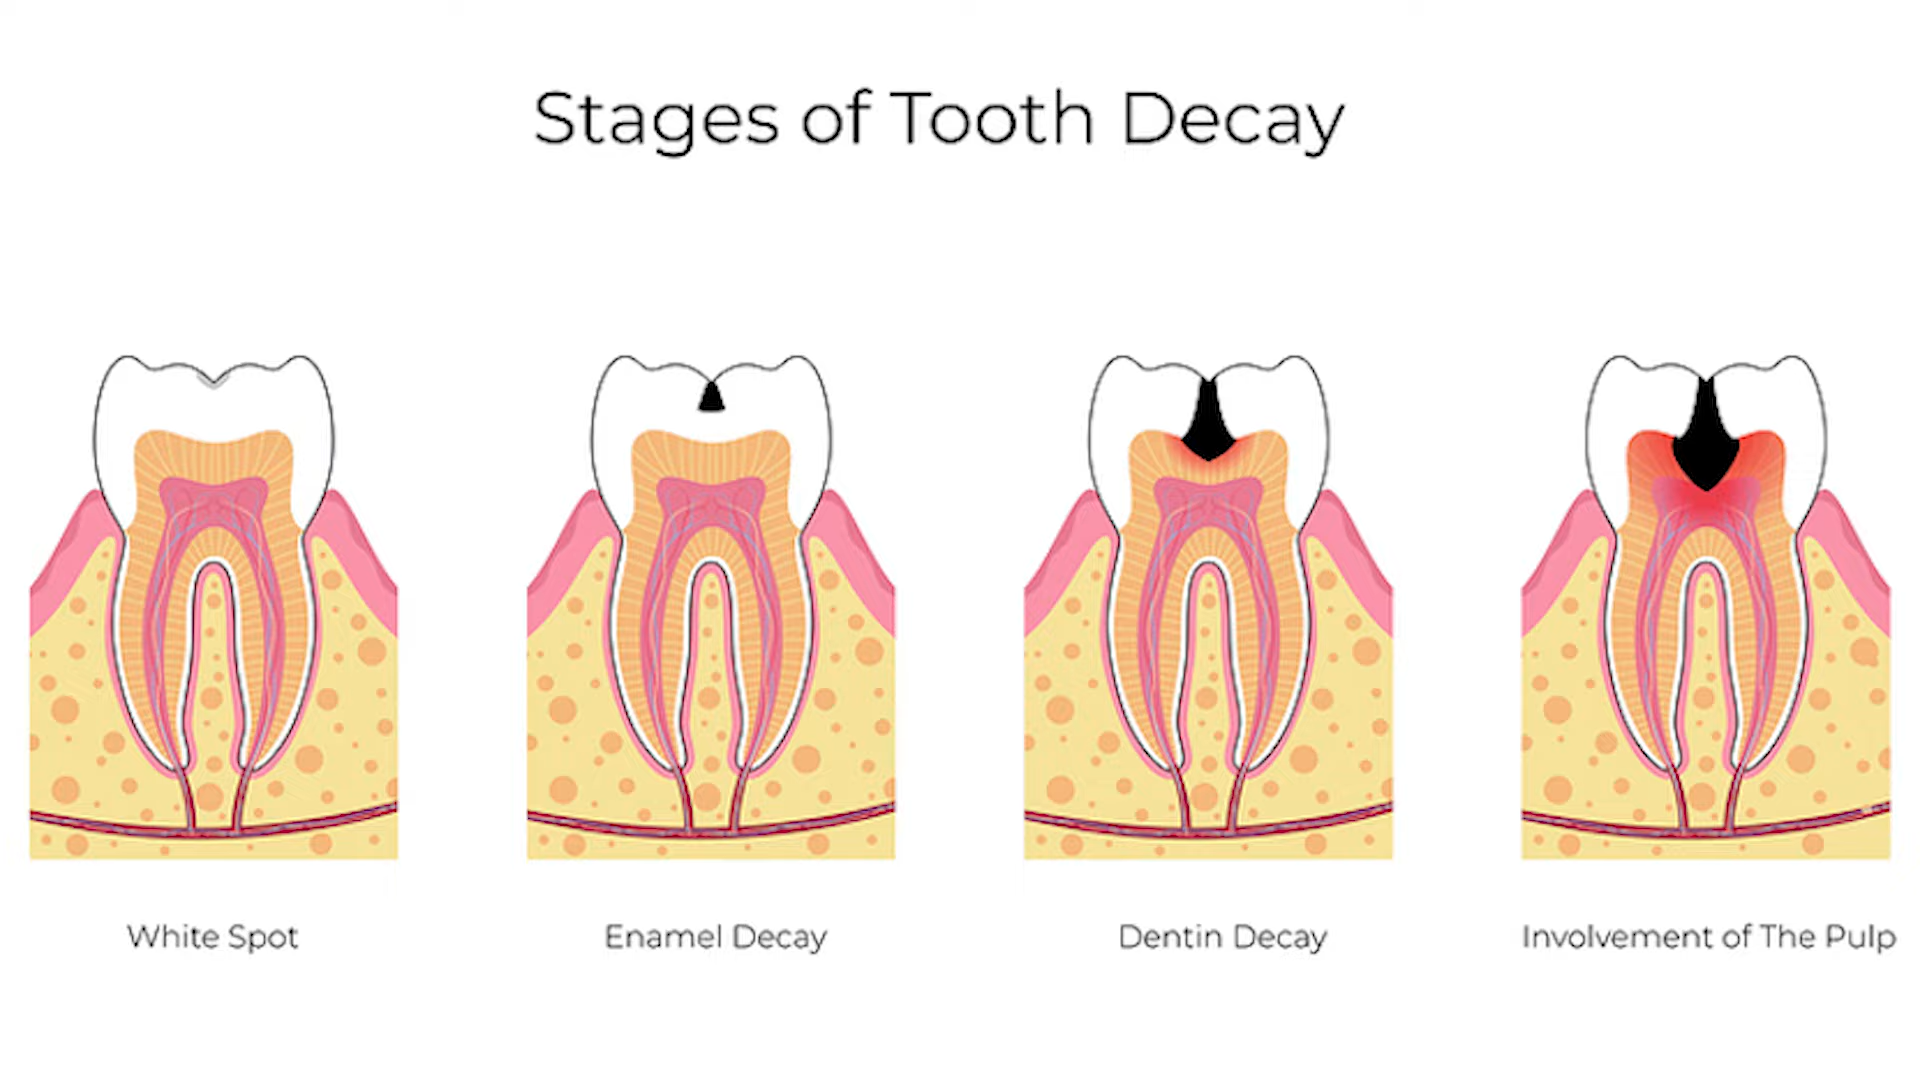 Stages of Tooth Decay
White Spot
Enamel Decay
Dentin Decay
Involvement of The Pulp